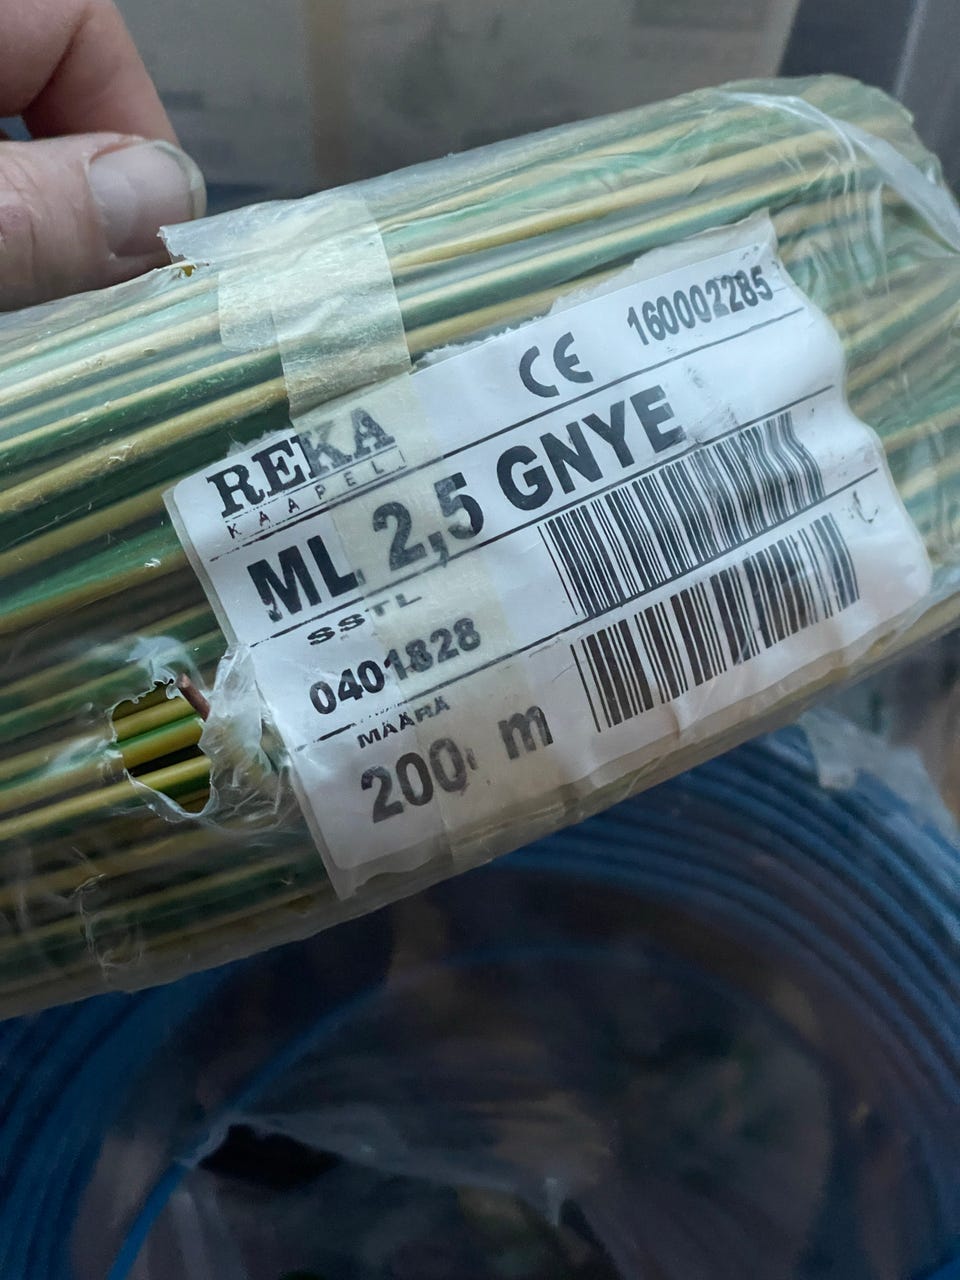 REKA
KAAPELI
CE 160002285
ML 2,5 GNYE
SSTL
0401828
MÄÄRÄ
200 m